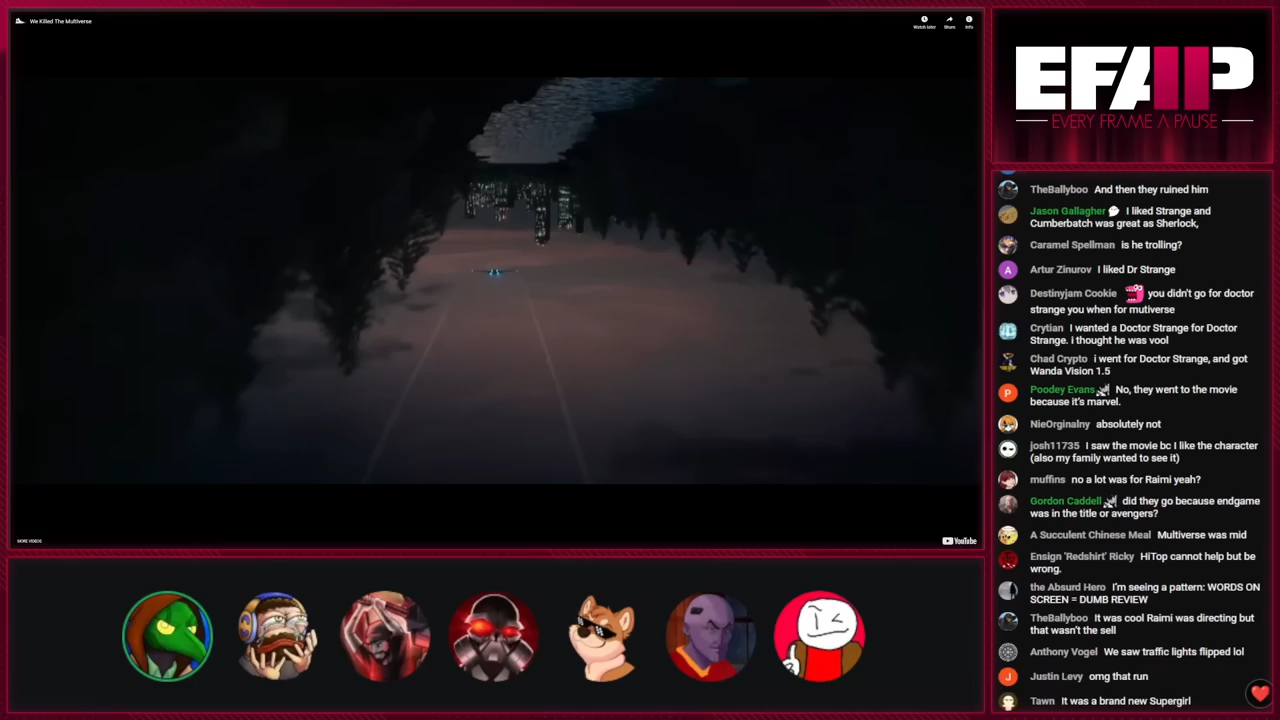 We Killed The Multiverse
Watch later
Share
Info
MORE VIDEOS
YouTube
EFAP
EVERY FRAME A PAUSE
TheBallyboo And then they ruined him
Jason Gallagher I liked Strange and
Cumberbatch was great as Sherlock,
Caramel Spellman is he trolling?
A
Artur Zinurov I liked Dr Strange
Destinyjam Cookie you didn't go for doctor
strange you when for mutiverse
Crytian I wanted a Doctor Strange for Doctor
Strange. i thought he was vool
Chad Crypto i went for Doctor Strange, and got
Wanda Vision 1.5
P
Poodey Evans No, they went to the movie
because it's marvel.
NieOrginalny absolutely not
josh11735 I saw the movie bc I like the character
(also my family wanted to see it)
muffins no a lot was for Raimi yeah?
Gordon Caddell did they go because endgame
was in the title or avengers?
A Succulent Chinese Meal Multiverse was mid
Ensign 'Redshirt' Ricky HiTop cannot help but be
wrong.
the Absurd Hero I'm seeing a pattern: WORDS ON
SCREEN = DUMB REVIEW
TheBallyboo It was cool Raimi was directing but
that wasn't the sell
Anthony Vogel We saw traffic lights flipped lol
J
Justin Levy omg that run
Tawn It was a brand new Supergirl